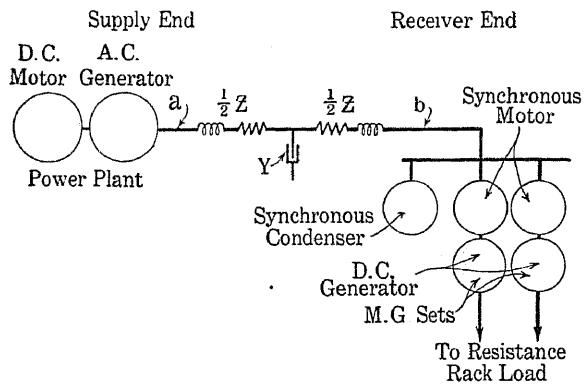 Supply End
Receiver End
D.C. Motor
A.C. Generator
a
½ Z
½ Z
b
Synchronous Motor
Y
Power Plant
Synchronous Condenser
D.C. Generator
M.G Sets
To Resistance Rack Load